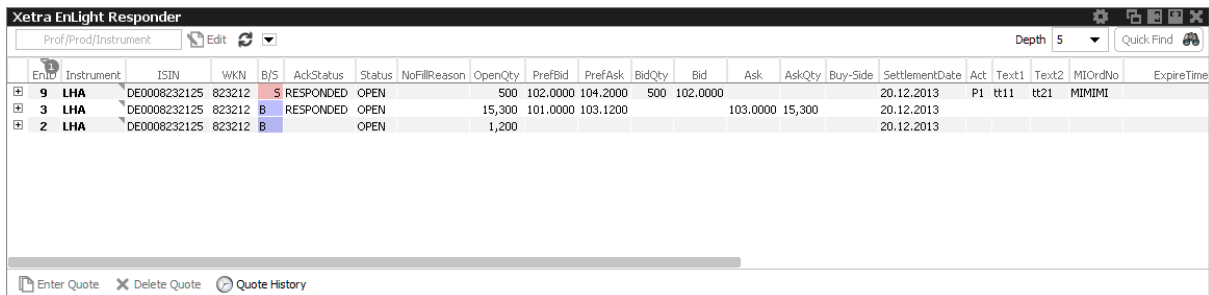 Xetra EnLight Responder
Prof/Prod/Instrument Edit Depth 5 Quick Find
EnID 1 Instrument ISIN WKN B/S AckStatus Status NoFillReason OpenQty PrefBid PrefAsk BidQty Bid Ask AskQty Buy-Side SettlementDate Act Text1 Text2 MIOrdNo ExpireTime
9 LHA DE0008232125 823212 S RESPONDED OPEN 500 102.0000 104.2000 500 102.0000 20.12.2013 P1 tt11 tt21 MIMIMI
3 LHA DE0008232125 823212 B RESPONDED OPEN 15,300 101.0000 103.1200 103.0000 15,300 20.12.2013
2 LHA DE0008232125 823212 B OPEN 1,200 20.12.2013
Enter Quote Delete Quote Quote History